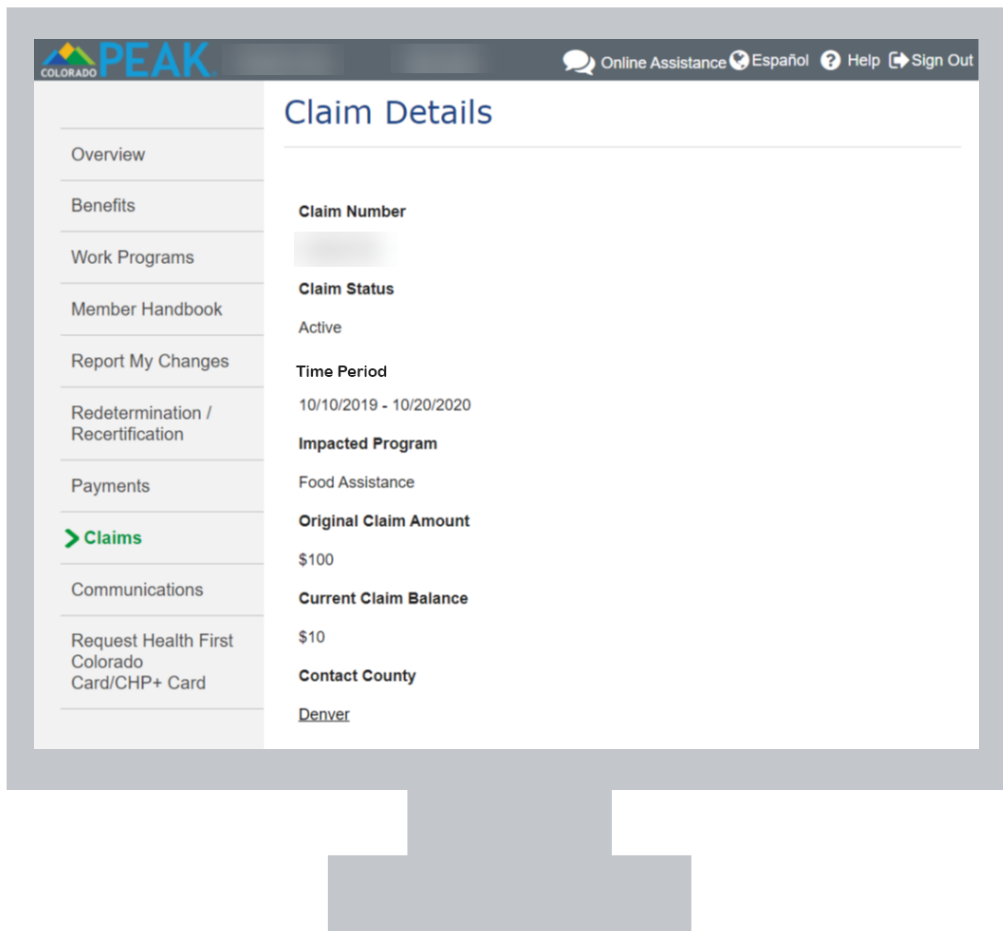 COLORADO PEAK Online Assistance Español Help Sign Out
Claim Details
Overview
Benefits
Work Programs
Member Handbook
Report My Changes
Redetermination /
Recertification
Payments
Claims
Communications
Request Health First
Colorado
Card/CHP+ Card
Claim Number
Claim Status
Active
Time Period
10/10/2019 - 10/20/2020
Impacted Program
Food Assistance
Original Claim Amount
$100
Current Claim Balance
$10
Contact County
Denver